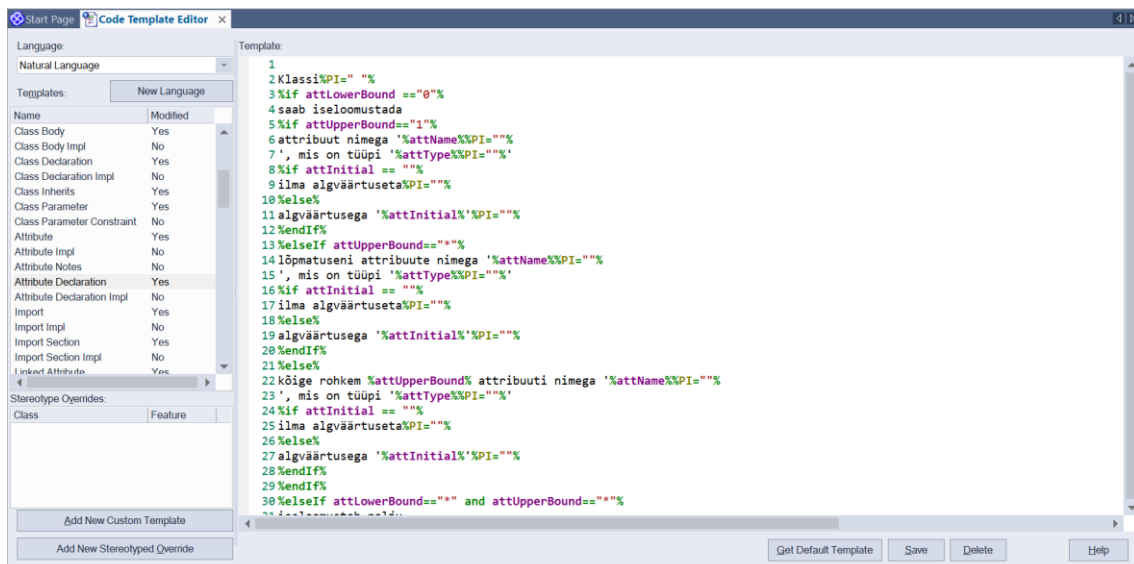 Start Page Code Template Editor ×
Language:
Natural Language
Templates: New Language
Name Modified
Class Body Yes
Class Body Impl No
Class Declaration Yes
Class Declaration Impl No
Class Inherits Yes
Class Parameter Yes
Class Parameter Constraint No
Attribute Yes
Attribute Impl No
Attribute Notes No
Attribute Declaration Yes
Attribute Declaration Impl No
Import Yes
Import Impl No
Import Section Yes
Import Section Impl No
Linked Attribute Yes
Stereotype Overrides:
Class Feature
Add New Custom Template
Add New Stereotyped Override
Template:
1
2 Klassi%PI=" "%
3 %if attLowerBound =="0"%
4 saab iseloomustada
5 %if attUpperBound=="1"%
6 attribuut nimega '%attName%%PI=""%
7 ', mis on tüüpi '%attType%%PI=""%'
8 %if attInitial == ""%
9 ilma algväärtuseta%PI=""%
10 %else%
11 algväärtusega '%attInitial%'%PI=""%
12 %endIf%
13 %elseIf attUpperBound=="*"%
14 lõpmatuseni attribuute nimega '%attName%%PI=""%
15 ', mis on tüüpi '%attType%%PI=""%'
16 %if attInitial == ""%
17 ilma algväärtuseta%PI=""%
18 %else%
19 algväärtusega '%attInitial%'%PI=""%
20 %endIf%
21 %else%
22 kõige rohkem %attUpperBound% attribuuti nimega '%attName%%PI=""%
23 ', mis on tüüpi '%attType%%PI=""%'
24 %if attInitial == ""%
25 ilma algväärtuseta%PI=""%
26 %else%
27 algväärtusega '%attInitial%'%PI=""%
28 %endIf%
29 %endIf%
30 %elseIf attLowerBound=="*" and attUpperBound=="*"%
Get Default Template Save Delete Help